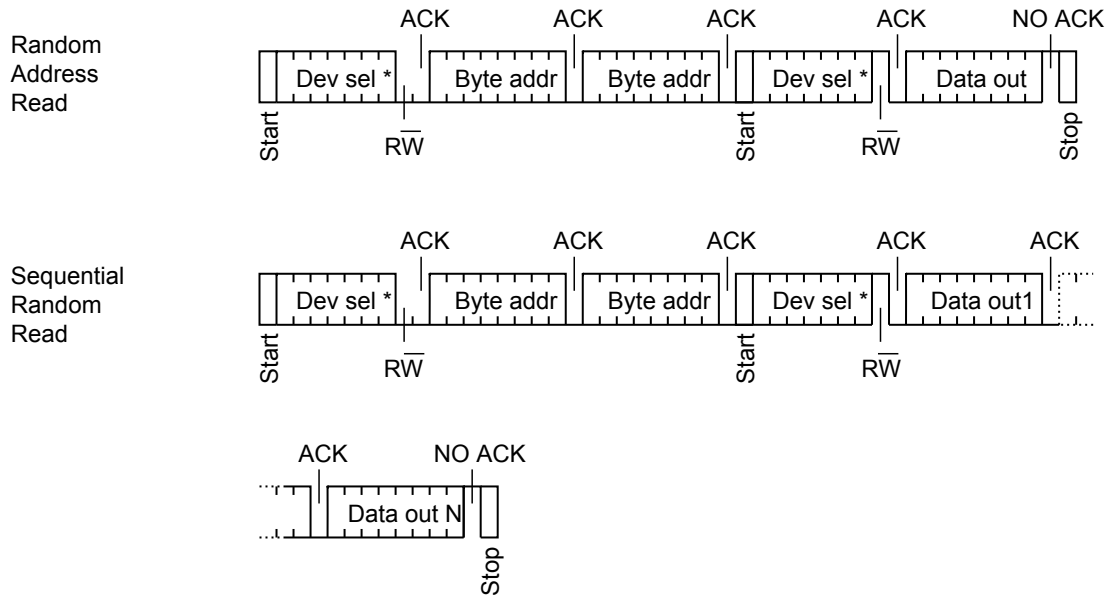 ACK ACK ACK ACK NO ACK
Random
Address
Read
Dev sel * Byte addr Byte addr Dev sel * Data out
Start RW Start RW Stop
ACK ACK ACK ACK ACK
Sequential
Random
Read
Dev sel * Byte addr Byte addr Dev sel * Data out1
Start RW Start RW
ACK NO ACK
Data out N
Stop